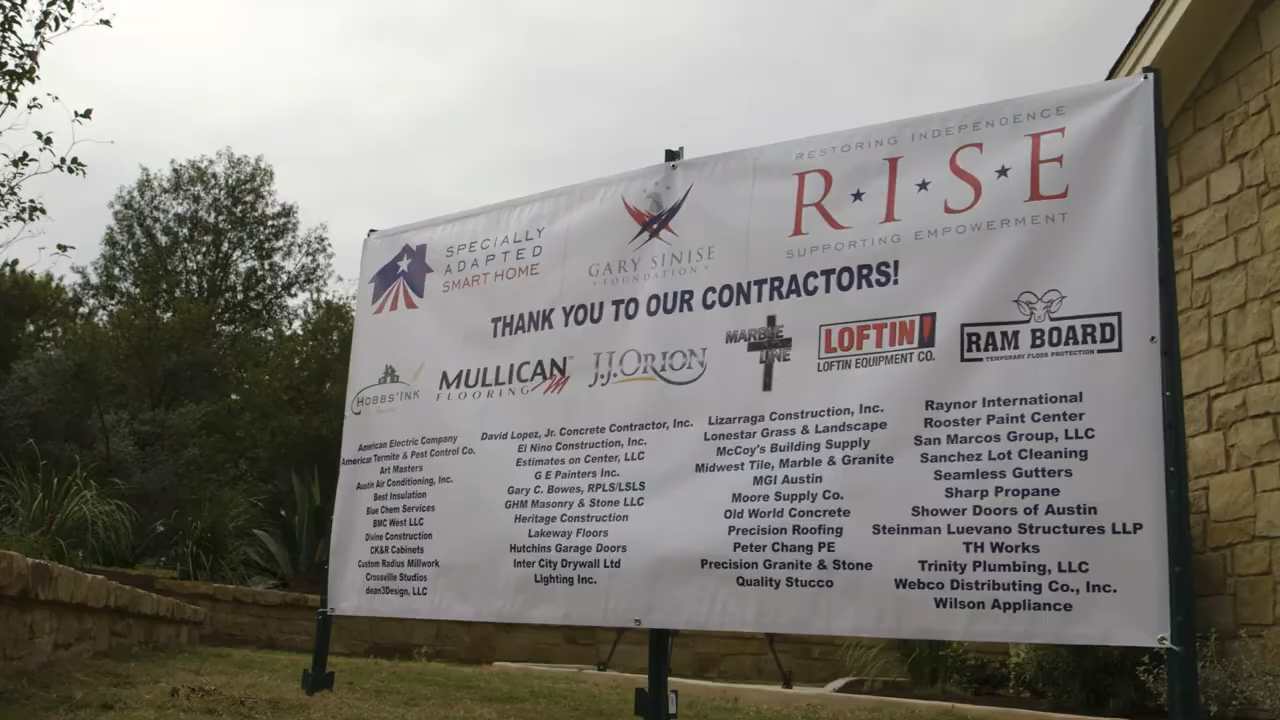 RESTORING INDEPENDENCE
R★I★S★E
SUPPORTING EMPOWERMENT
SPECIALLY
ADAPTED
SMART HOME
GARY SINISE
FOUNDATION
THANK YOU TO OUR CONTRACTORS!
HOBBS' INK
MULLICAN
FLOORING
J.J. ORION
MARBLE
LINE
LOFTIN
LOFTIN EQUIPMENT CO.
RAM BOARD
TEMPORARY FLOOR PROTECTION
American Electric Company
American Termite & Pest Control Co.
Art Masters
Austin Air Conditioning, Inc.
Best Insulation
Blue Chem Services
BMC West LLC
Divine Construction
CK&R Cabinets
Custom Radius Millwork
Crossville Studios
dean3Design, LLC
David Lopez, Jr. Concrete Contractor, Inc.
El Nino Construction, Inc.
Estimates on Center, LLC
G E Painters Inc.
Gary C. Bowes, RPLS/LSLS
GHM Masonry & Stone LLC
Heritage Construction
Lakeway Floors
Hutchins Garage Doors
Inter City Drywall Ltd
Lighting Inc.
Lizarraga Construction, Inc.
Lonestar Grass & Landscape
McCoy's Building Supply
Midwest Tile, Marble & Granite
MGI Austin
Moore Supply Co.
Old World Concrete
Precision Roofing
Peter Chang PE
Precision Granite & Stone
Quality Stucco
Raynor International
Rooster Paint Center
San Marcos Group, LLC
Sanchez Lot Cleaning
Seamless Gutters
Sharp Propane
Shower Doors of Austin
Steinman Luevano Structures LLP
TH Works
Trinity Plumbing, LLC
Webco Distributing Co., Inc.
Wilson Appliance